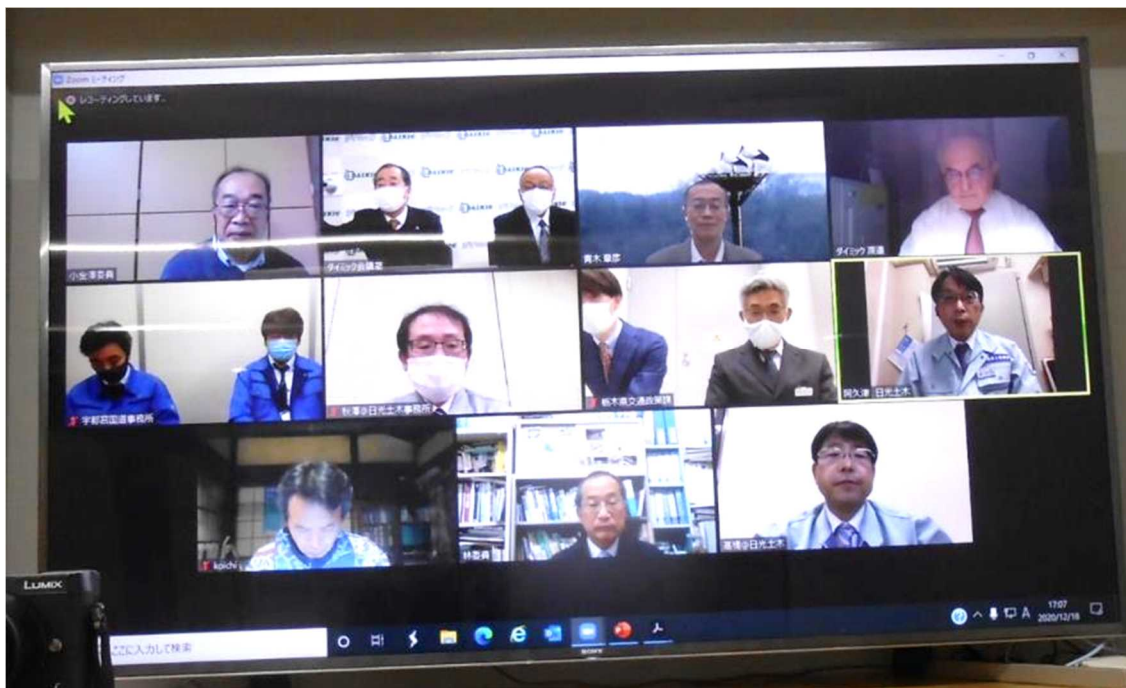 Zoom ミーティング
レコーディングしています...
DAINIK
小生澤委員
ダイミック会議室
青木 章彦
ダイミック 渡邉
宇都宮国道事務所
秋澤@日光土木事務所
栃木県交通政策課
阿久津 日光土木
koichi
林委員
高橋@日光土木
ここに入力して検索
A
17:07
2020/12/18
SONY
LUMIX